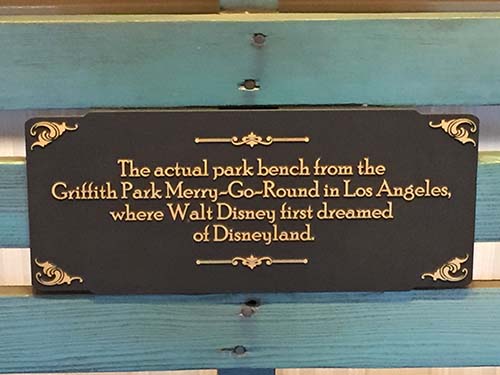 The actual park bench from the
Griffith Park Merry-Go-Round in Los Angeles,
where Walt Disney first dreamed
of Disneyland.